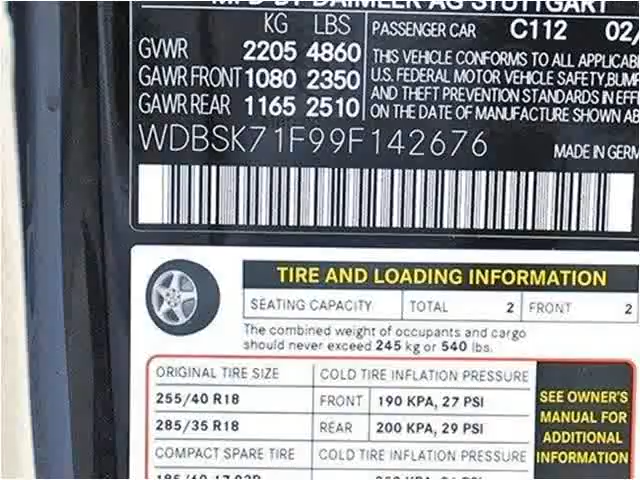 MFD BY DAIMLER AG STUTTGART
KG LBS
GVWR 2205 4860
GAWR FRONT 1080 2350
GAWR REAR 1165 2510
PASSENGER CAR C112 02/
THIS VEHICLE CONFORMS TO ALL APPLICABL
U.S. FEDERAL MOTOR VEHICLE SAFETY, BUMP
AND THEFT PREVENTION STANDARDS IN EFFE
ON THE DATE OF MANUFACTURE SHOWN AB
WDBSK71F99F142676
MADE IN GERM
TIRE AND LOADING INFORMATION
SEATING CAPACITY TOTAL 2 FRONT 2
The combined weight of occupants and cargo
should never exceed 245 kg or 540 lbs.
ORIGINAL TIRE SIZE COLD TIRE INFLATION PRESSURE
255/40 R18 FRONT 190 KPA, 27 PSI
285/35 R18 REAR 200 KPA, 29 PSI
COMPACT SPARE TIRE COLD TIRE INFLATION PRESSURE
SEE OWNER'S
MANUAL FOR
ADDITIONAL
INFORMATION